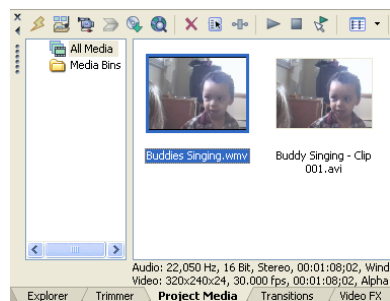 All Media
Media Bins
Buddies Singing.wmv
Buddy Singing - Clip
001.avi
Audio: 22,050 Hz, 16 Bit, Stereo, 00:01:08;02, Wind
Video: 320x240x24, 30.000 fps, 00:01:08;02, Alpha
Explorer Trimmer Project Media Transitions Video FX